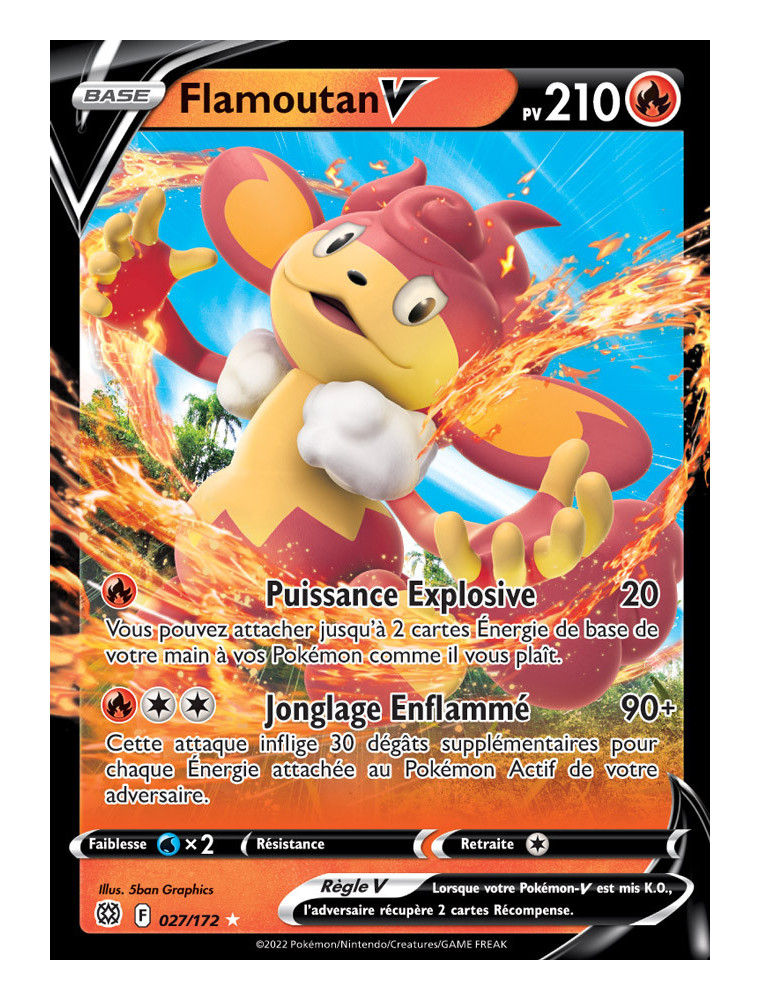 BASE
Flamoutan V
PV 210
Puissance Explosive 20
Vous pouvez attacher jusqu'à 2 cartes Énergie de base de
votre main à vos Pokémon comme il vous plaît.
Jonglage Enflammé 90+
Cette attaque inflige 30 dégâts supplémentaires pour
chaque Énergie attachée au Pokémon Actif de votre
adversaire.
Faiblesse ×2 Résistance Retraite
Illus. 5ban Graphics
Règle V Lorsque votre Pokémon-V est mis K.O.,
l'adversaire récupère 2 cartes Récompense.
F 027/172
©2022 Pokémon/Nintendo/Creatures/GAME FREAK